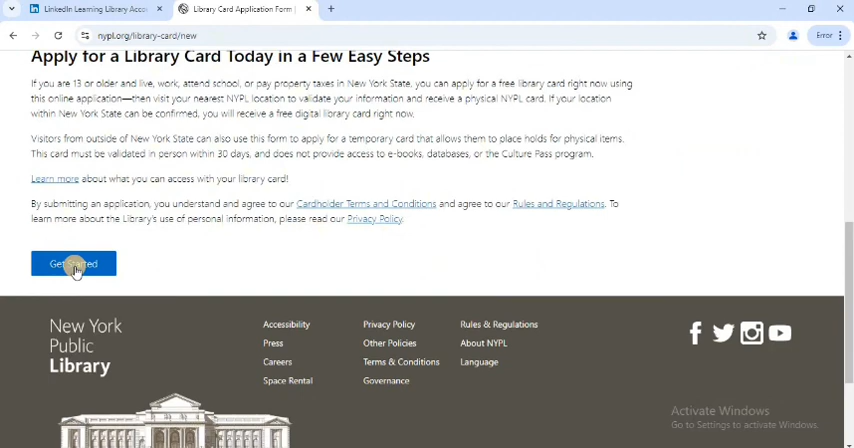 LinkedIn Learning Library Acco
Library Card Application Form |
nypl.org/library-card/new
Error
Apply for a Library Card Today in a Few Easy Steps
If you are 13 or older and live, work, attend school, or pay property taxes in New York State, you can apply for a free library card right now using
this online application—then visit your nearest NYPL location to validate your information and receive a physical NYPL card. If your location
within New York State can be confirmed, you will receive a free digital library card right now.
Visitors from outside of New York State can also use this form to apply for a temporary card that allows them to place holds for physical items.
This card must be validated in person within 30 days, and does not provide access to e-books, databases, or the Culture Pass program.
Learn more about what you can access with your library card!
By submitting an application, you understand and agree to our Cardholder Terms and Conditions and agree to our Rules and Regulations. To
learn more about the Library's use of personal information, please read our Privacy Policy.
Get Started
New York
Public
Library
Accessibility
Press
Careers
Space Rental
Privacy Policy
Other Policies
Terms & Conditions
Governance
Rules & Regulations
About NYPL
Language
Activate Windows
Go to Settings to activate Windows.